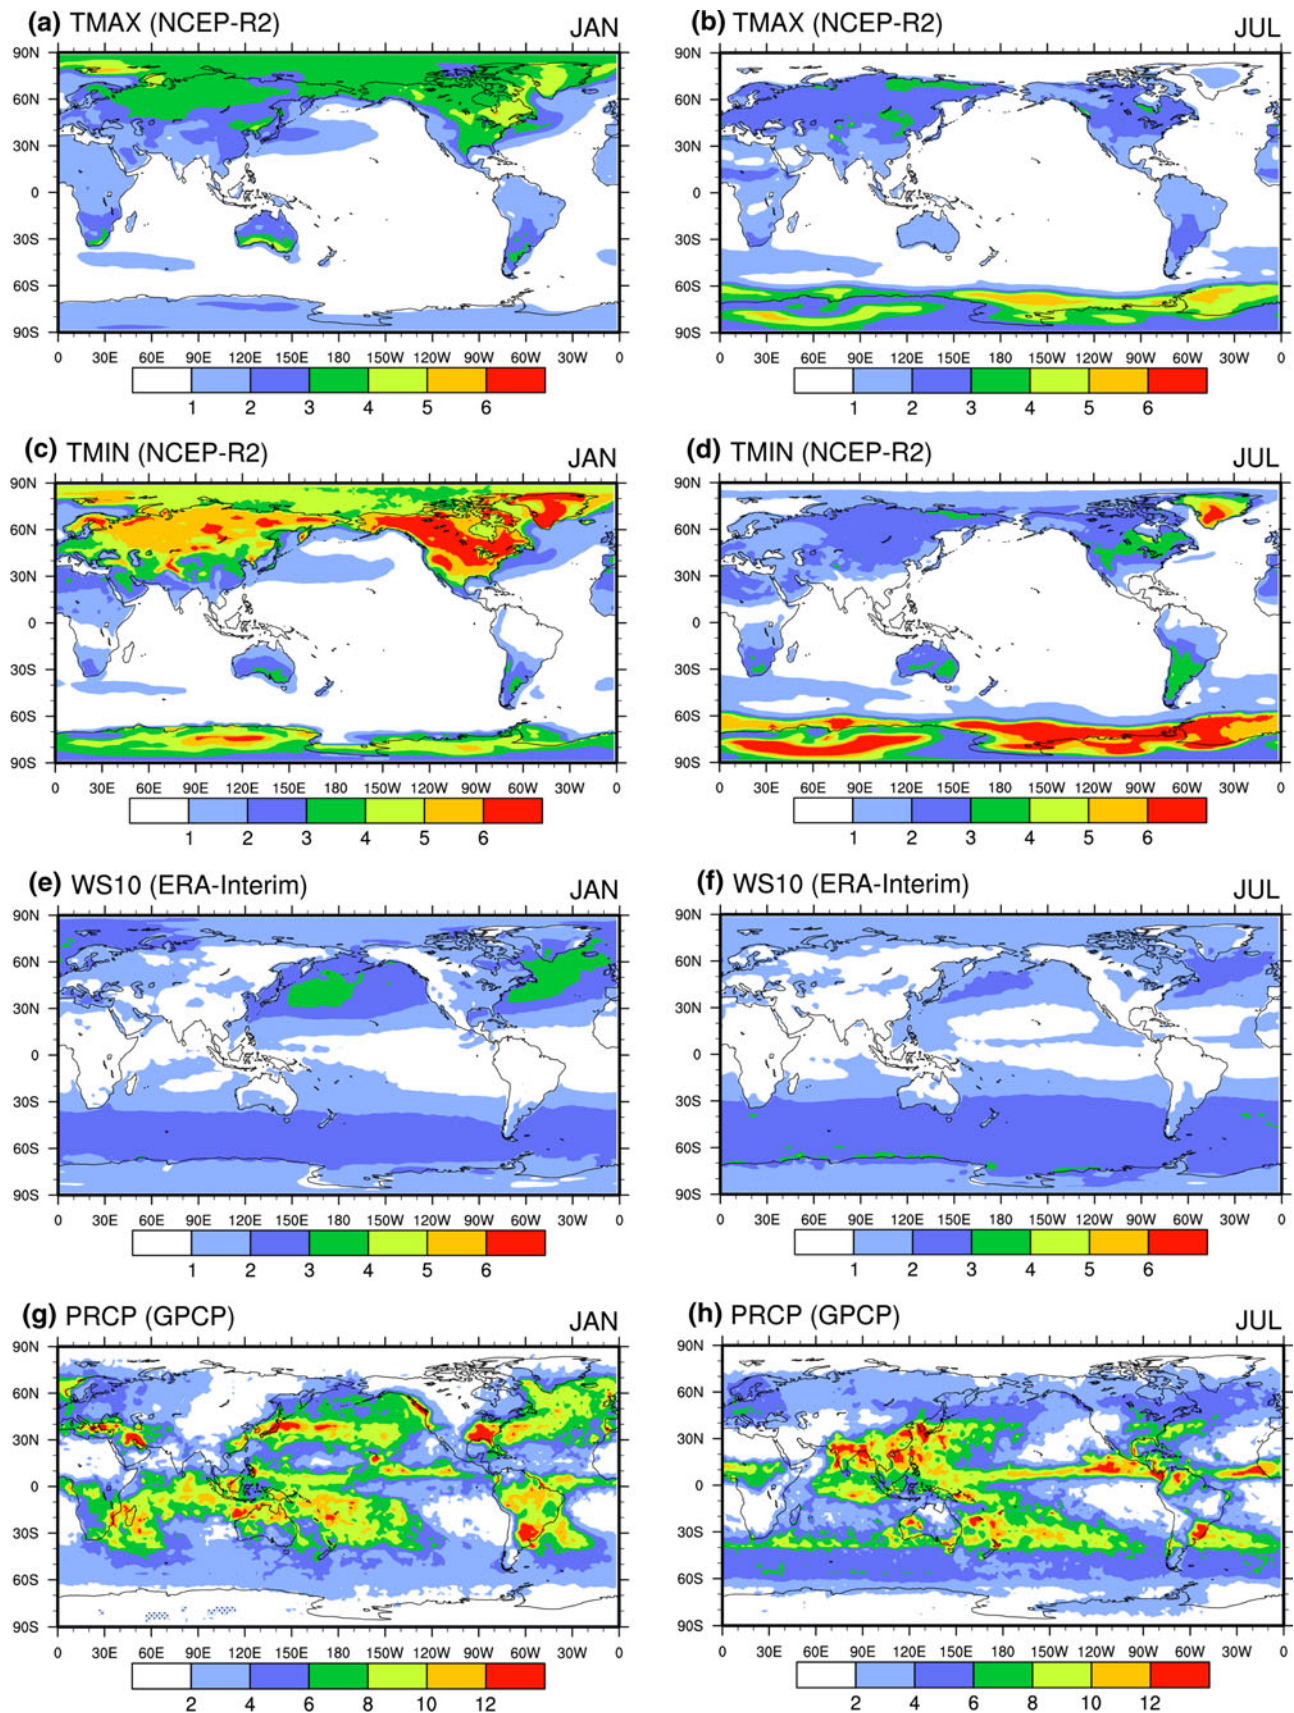 (a) TMAX (NCEP-R2) JAN
90N
60N
30N
0
30S
60S
90S
0 30E 60E 90E 120E 150E 180 150W 120W 90W 60W 30W 0
1 2 3 4 5 6
(b) TMAX (NCEP-R2) JUL
90N
60N
30N
0
30S
60S
90S
0 30E 60E 90E 120E 150E 180 150W 120W 90W 60W 30W 0
1 2 3 4 5 6
(c) TMIN (NCEP-R2) JAN
90N
60N
30N
0
30S
60S
90S
0 30E 60E 90E 120E 150E 180 150W 120W 90W 60W 30W 0
1 2 3 4 5 6
(d) TMIN (NCEP-R2) JUL
90N
60N
30N
0
30S
60S
90S
0 30E 60E 90E 120E 150E 180 150W 120W 90W 60W 30W 0
1 2 3 4 5 6
(e) WS10 (ERA-Interim) JAN
90N
60N
30N
0
30S
60S
90S
0 30E 60E 90E 120E 150E 180 150W 120W 90W 60W 30W 0
1 2 3 4 5 6
(f) WS10 (ERA-Interim) JUL
90N
60N
30N
0
30S
60S
90S
0 30E 60E 90E 120E 150E 180 150W 120W 90W 60W 30W 0
1 2 3 4 5 6
(g) PRCP (GPCP) JAN
90N
60N
30N
0
30S
60S
90S
0 30E 60E 90E 120E 150E 180 150W 120W 90W 60W 30W 0
2 4 6 8 10 12
(h) PRCP (GPCP) JUL
90N
60N
30N
0
30S
60S
90S
0 30E 60E 90E 120E 150E 180 150W 120W 90W 60W 30W 0
2 4 6 8 10 12